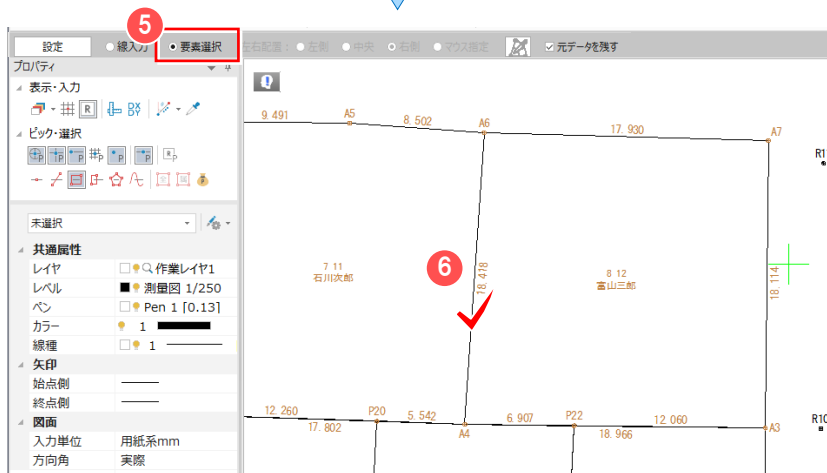 5
設定 線入力 要素選択 左右配置： 左側 中央 右側 マウス指定 元データを残す
プロパティ
表示・入力
R DX DY
ピック・選択
P P P P P P R P
未選択
共通属性
レイヤ 作業レイヤ1
レベル 測量図 1/250
ペン Pen 1 [0.13]
カラー 1
線種 1
矢印
始点側
終点側
図面
入力単位 用紙系mm
方向角 実際
9.491 A5 8.502 A6 17.930 A7
R1
7 11
石川次郎
6
18.418
8 12
富山三郎
18.114
12.260 P20 5.542 6.907 P22 12.060
17.802 A4 18.966 A3
R10